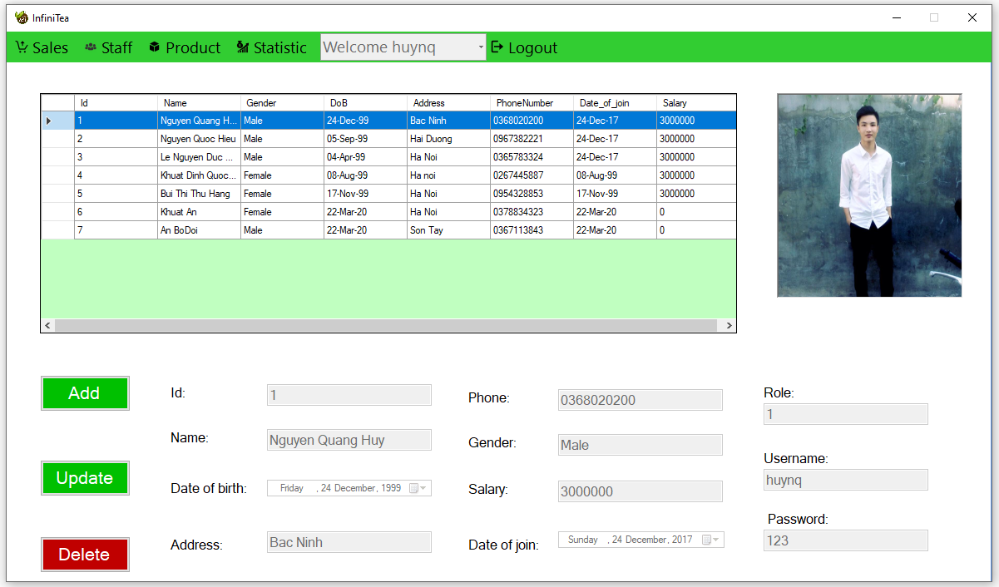 InfiniTea
Sales Staff Product Statistic Welcome huynq Logout
Id Name Gender DoB Address PhoneNumber Date_of_join Salary
1 Nguyen Quang H... Male 24-Dec-99 Bac Ninh 0368020200 24-Dec-17 3000000
2 Nguyen Quoc Hieu Male 05-Sep-99 Hai Duong 0967382221 24-Dec-17 3000000
3 Le Nguyen Duc ... Male 04-Apr-99 Ha Noi 0365783324 24-Dec-17 3000000
4 Khuat Dinh Quoc... Female 08-Aug-99 Ha noi 0267445887 08-Aug-99 3000000
5 Bui Thi Thu Hang Female 17-Nov-99 Ha Noi 0954328853 17-Nov-99 3000000
6 Khuat An Female 22-Mar-20 Ha Noi 0378834323 22-Mar-20 0
7 An BoDoi Male 22-Mar-20 Son Tay 0367113843 22-Mar-20 0
Add
Update
Delete
Id: 1
Name: Nguyen Quang Huy
Date of birth: Friday , 24 December, 1999
Address: Bac Ninh
Phone: 0368020200
Gender: Male
Salary: 3000000
Date of join: Sunday , 24 December, 2017
Role:
1
Username:
huynq
Password:
123